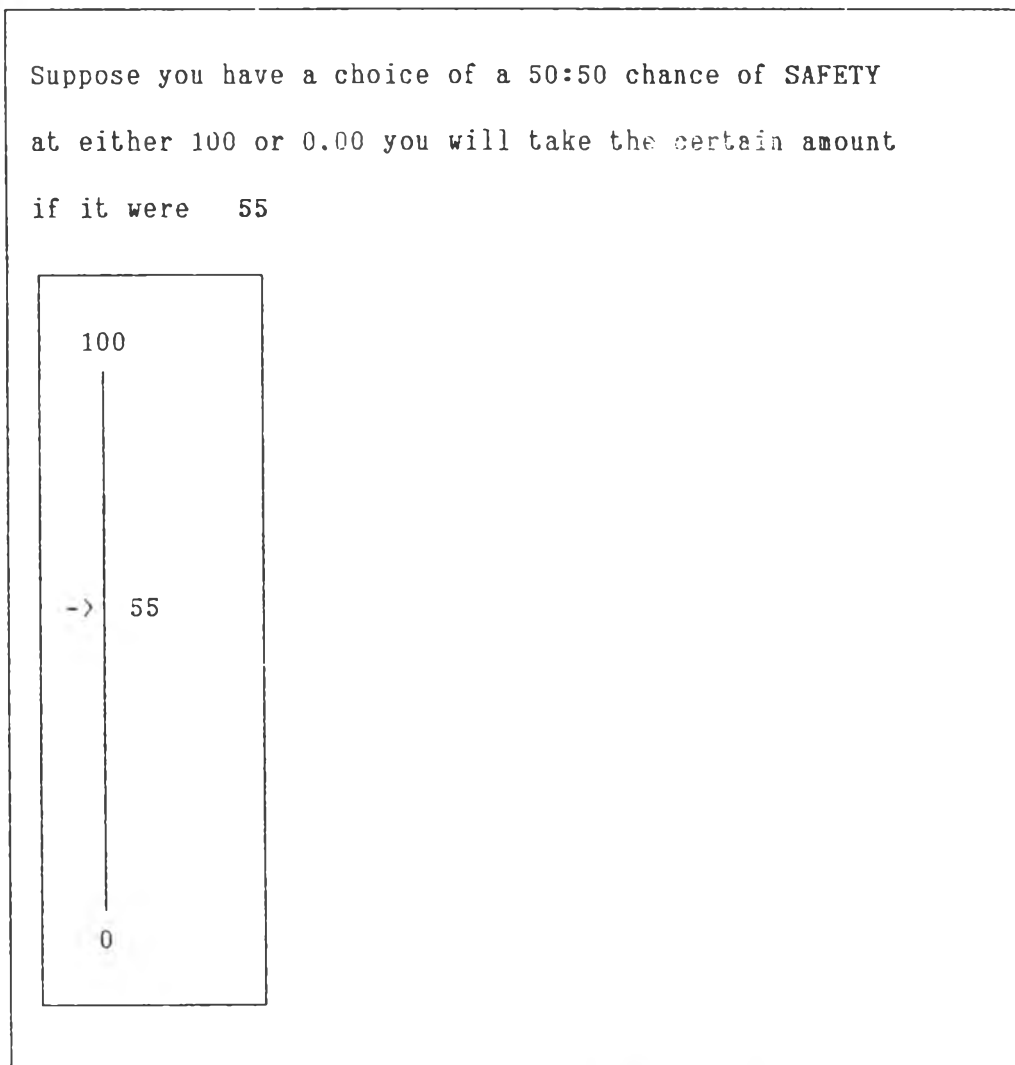 Suppose you have a choice of a 50:50 chance of SAFETY
at either 100 or 0.00 you will take the certain amount
if it were 55
100
-> 55
0